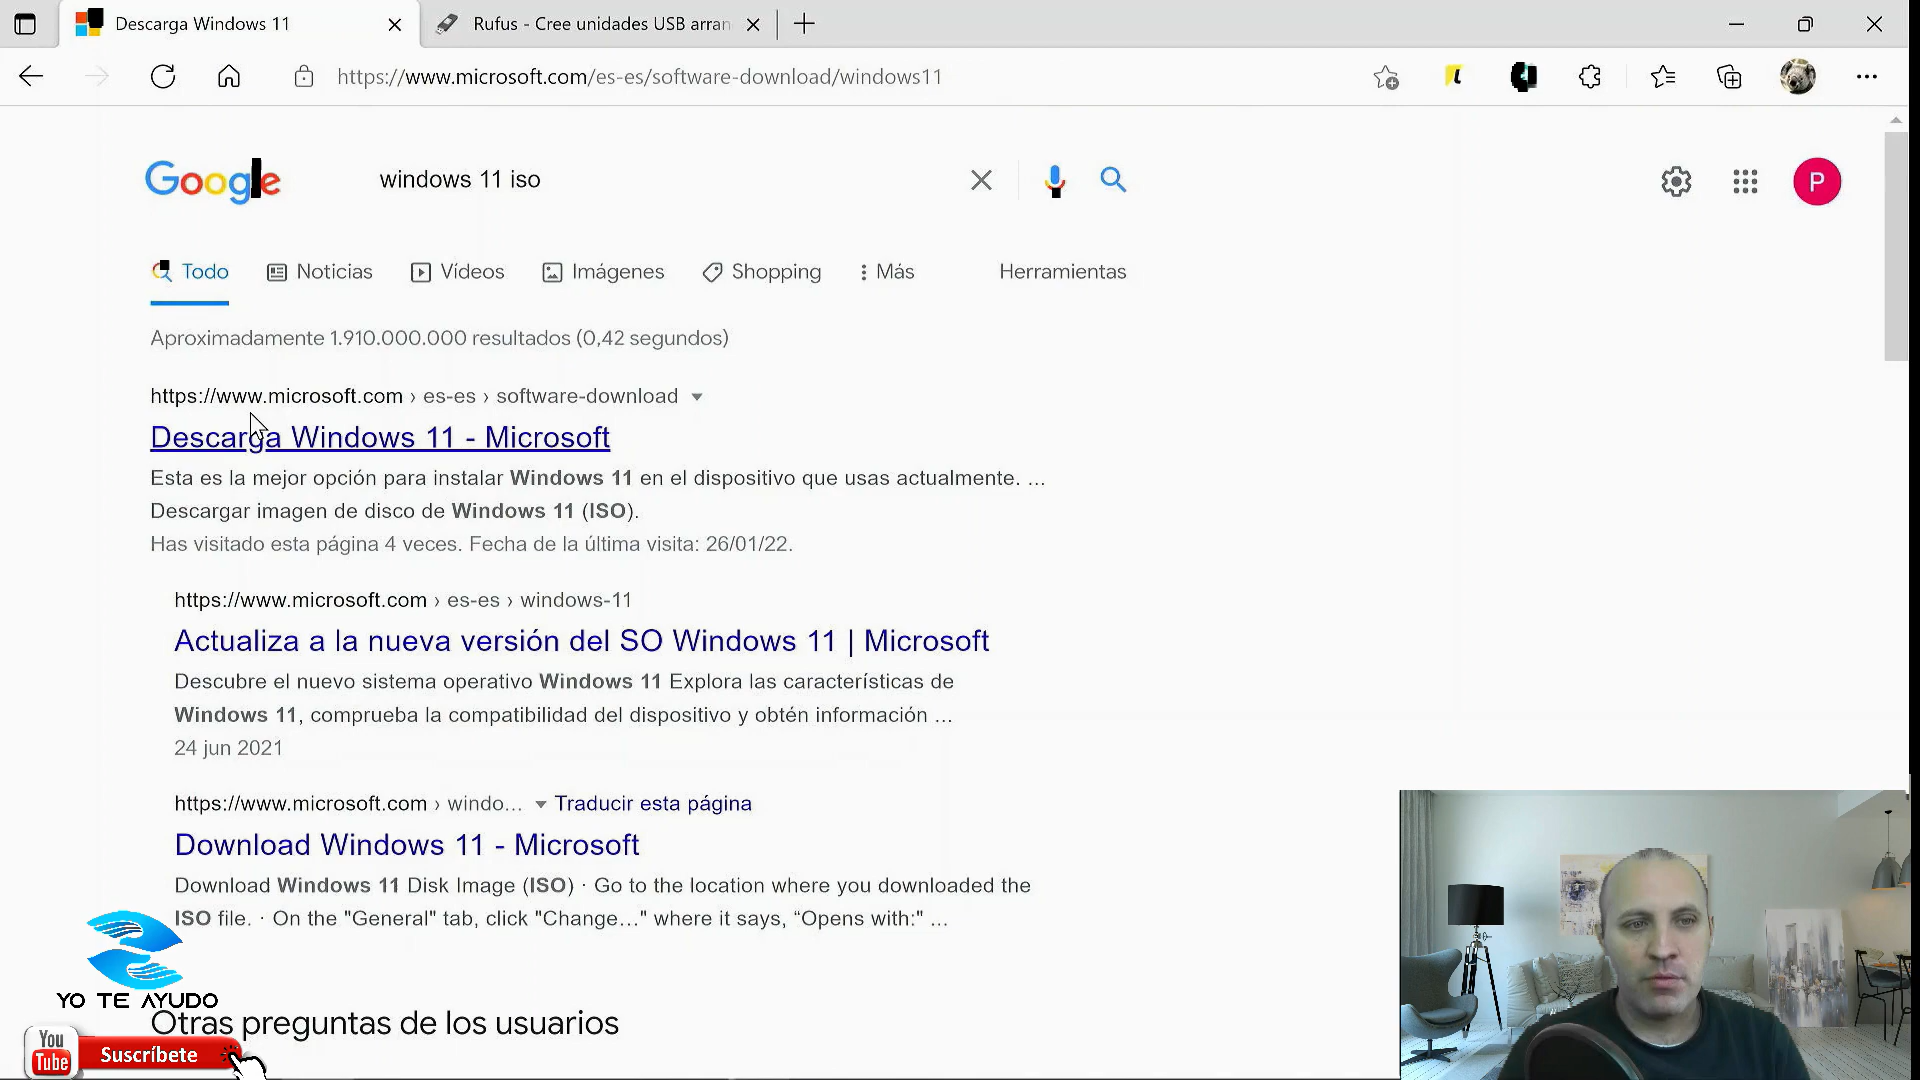 Descarga Windows 11
Rufus - Cree unidades USB arran
https://www.microsoft.com/es-es/software-download/windows11
Google
windows 11 iso
P
Todo
Noticias
Vídeos
Imágenes
Shopping
Más
Herramientas
Aproximadamente 1.910.000.000 resultados (0,42 segundos)
https://www.microsoft.com › es-es › software-download
Descarga Windows 11 - Microsoft
Esta es la mejor opción para instalar Windows 11 en el dispositivo que usas actualmente. ...
Descargar imagen de disco de Windows 11 (ISO).
Has visitado esta página 4 veces. Fecha de la última visita: 26/01/22.
https://www.microsoft.com › es-es › windows-11
Actualiza a la nueva versión del SO Windows 11 | Microsoft
Descubre el nuevo sistema operativo Windows 11 Explora las características de
Windows 11, comprueba la compatibilidad del dispositivo y obtén información ...
24 jun 2021
https://www.microsoft.com › windo... Traducir esta página
Download Windows 11 - Microsoft
Download Windows 11 Disk Image (ISO) · Go to the location where you downloaded the
ISO file. · On the "General" tab, click "Change..." where it says, “Opens with:" ...
YO TE AYUDO
Otras preguntas de los usuarios
You
Tube
Suscríbete